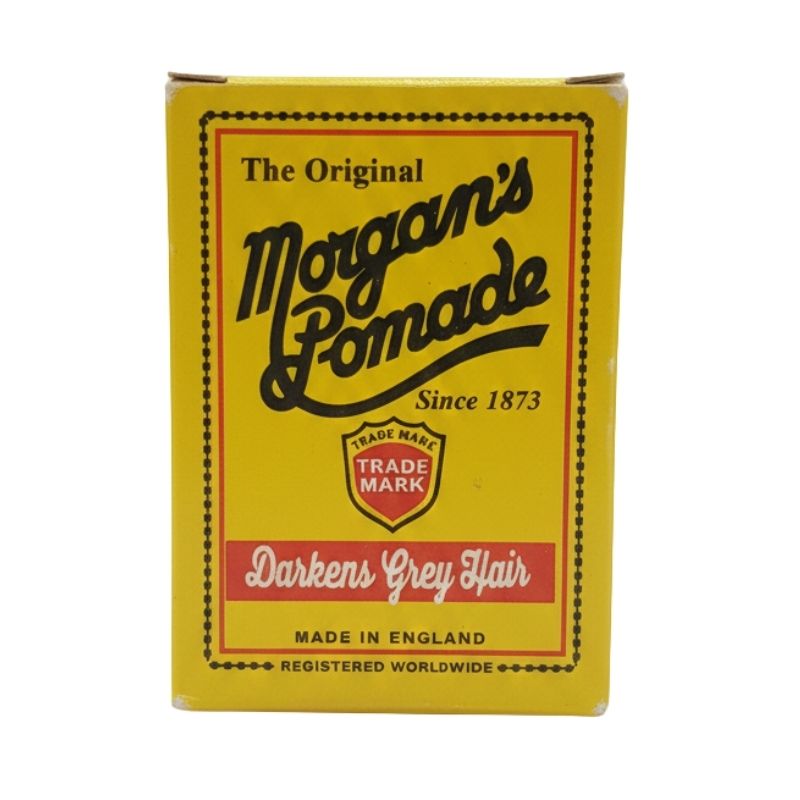 The Original
Morgan's
Pomade
Since 1873
TRADE MARK
TRADE
MARK
Darkens Grey Hair
MADE IN ENGLAND
REGISTERED WORLDWIDE